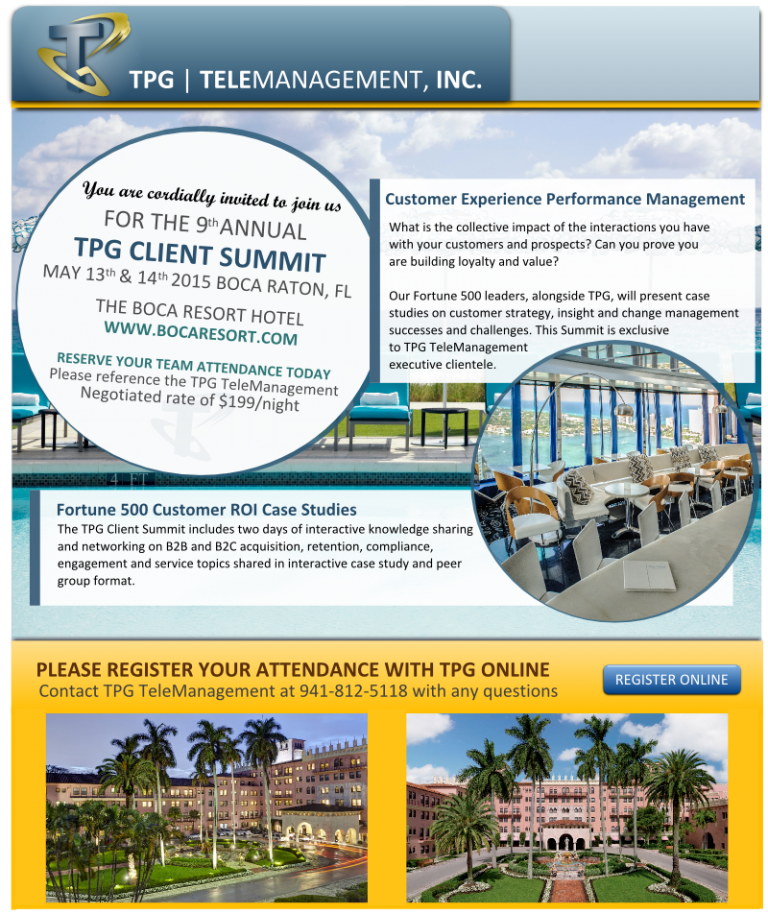 TPG | TELEMANAGEMENT, INC.
You are cordially invited to join us
FOR THE 9th ANNUAL
TPG CLIENT SUMMIT
MAY 13th & 14th 2015 BOCA RATON, FL
THE BOCA RESORT HOTEL
WWW.BOCARESORT.COM
RESERVE YOUR TEAM ATTENDANCE TODAY
Please reference the TPG TeleManagement
Negotiated rate of $199/night
Customer Experience Performance Management
What is the collective impact of the interactions you have
with your customers and prospects? Can you prove you
are building loyalty and value?
Our Fortune 500 leaders, alongside TPG, will present case
studies on customer strategy, insight and change management
successes and challenges. This Summit is exclusive
to TPG TeleManagement
executive clientele.
4 FT
Fortune 500 Customer ROI Case Studies
The TPG Client Summit includes two days of interactive knowledge sharing
and networking on B2B and B2C acquisition, retention, compliance,
engagement and service topics shared in interactive case study and peer
group format.
PLEASE REGISTER YOUR ATTENDANCE WITH TPG ONLINE
Contact TPG TeleManagement at 941-812-5118 with any questions
REGISTER ONLINE